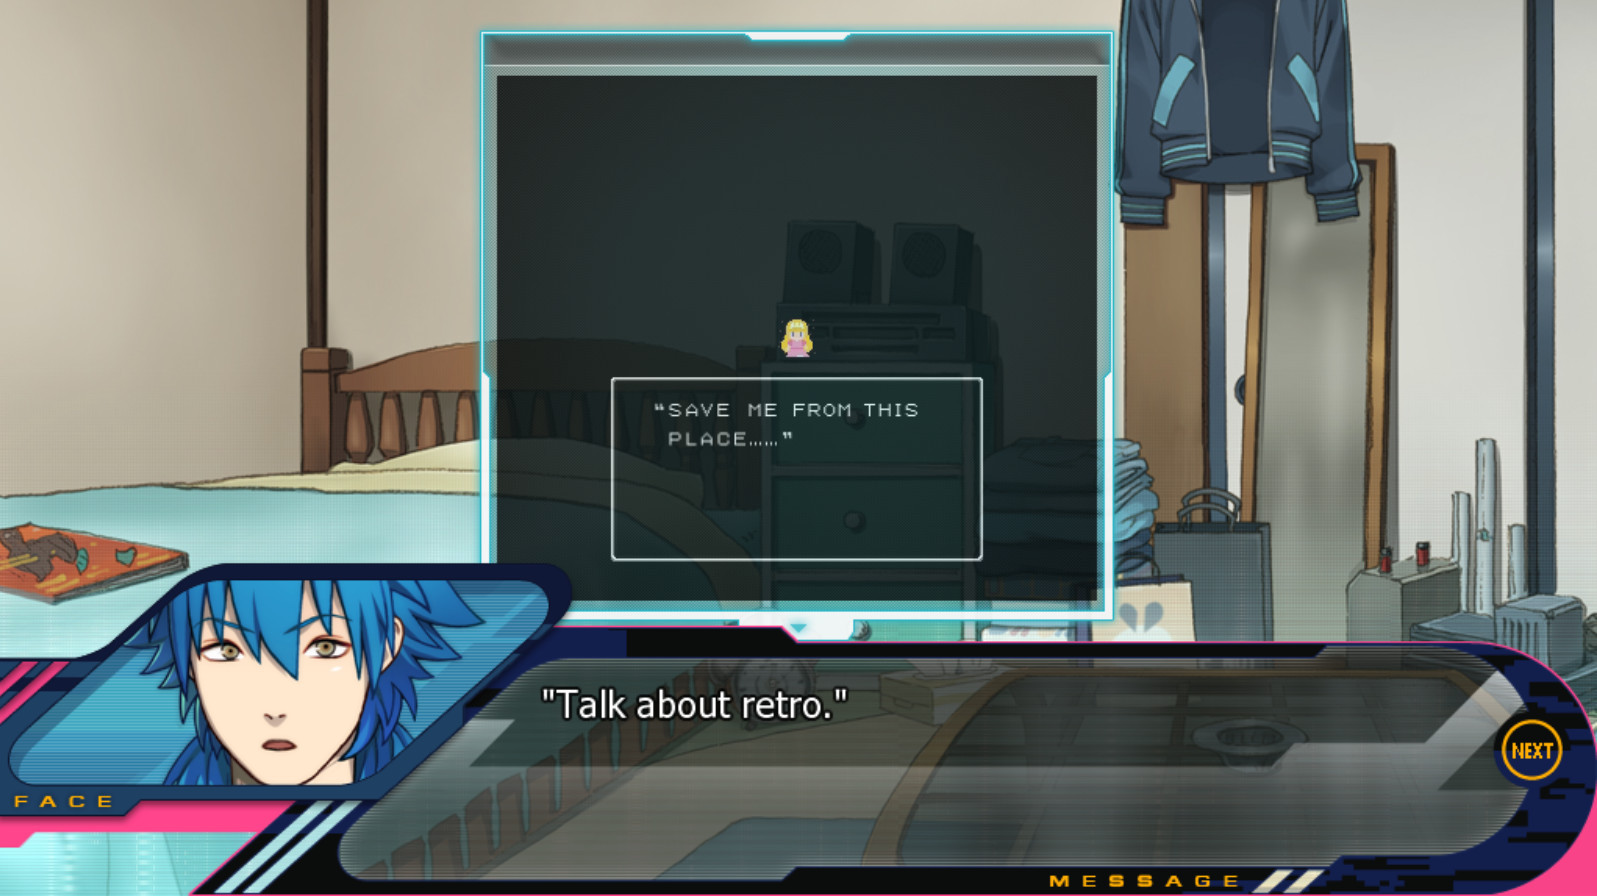 “SAVE ME FROM THIS
PLACE……”
"Talk about retro."
NEXT
FACE
MESSAGE